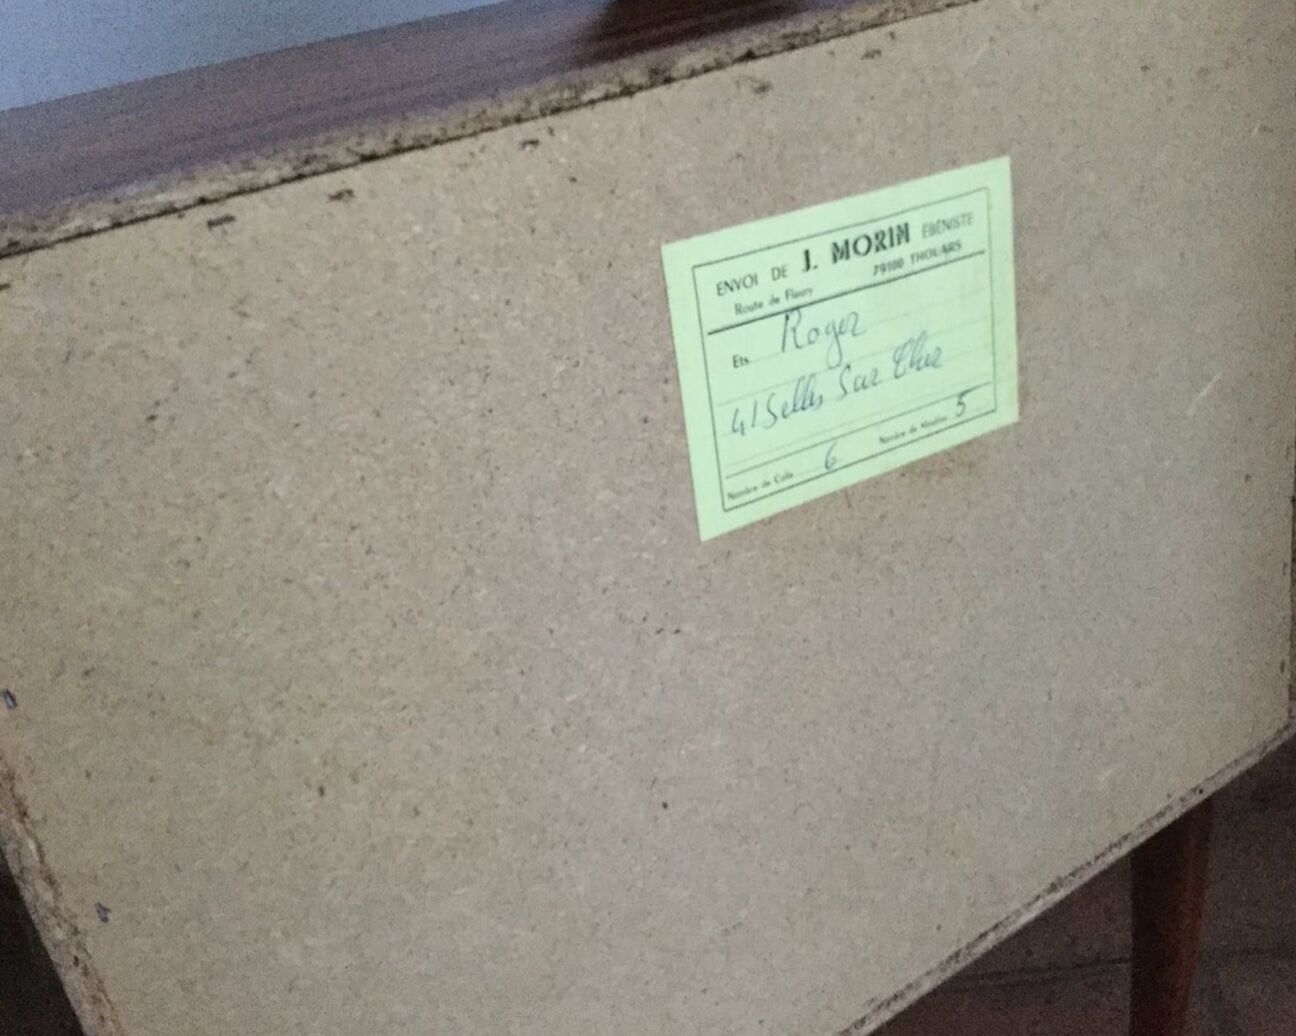 ENVOI DE J. MORIN ÉBÉNISTE
Route de Fleury 79100 THOUARS
Ets Roger
41 Selles Sur Cher
Nombre de Colis 6 Nombre de Meubles 5